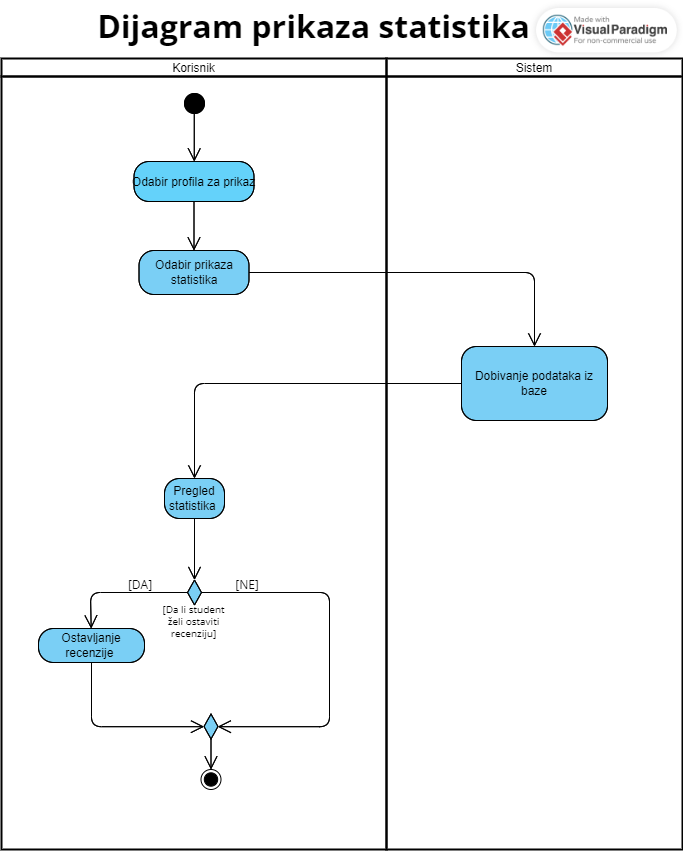 Dijagram prikaza statistika
Made with
Visual Paradigm
For non-commercial use
Korisnik
Sistem
Odabir profila za prikaz
Odabir prikaza
statistika
Dobivanje podataka iz
baze
Pregled
statistika
[DA]
[NE]
[Da li student
želi ostaviti
recenziju]
Ostavljanje
recenzije